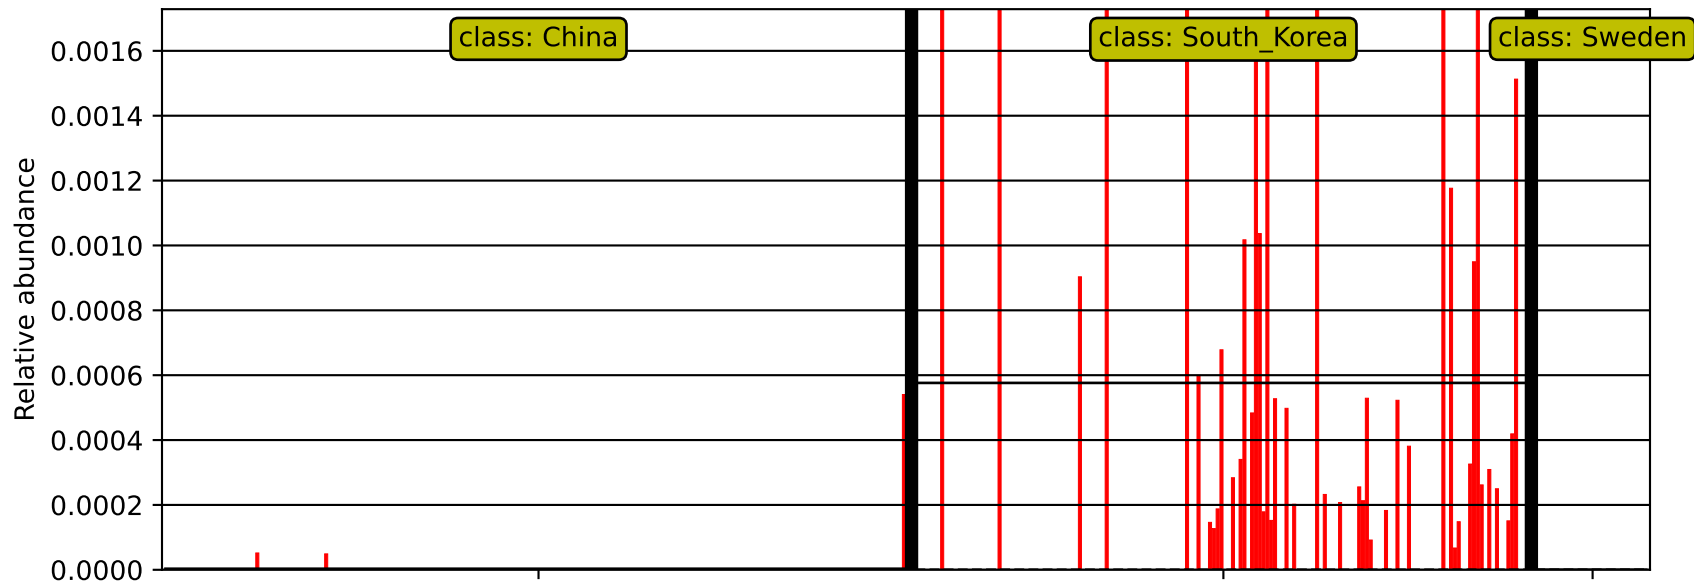 class: China
class: South_Korea
class: Sweden
Relative abundance
0.0016
0.0014
0.0012
0.0010
0.0008
0.0006
0.0004
0.0002
0.0000